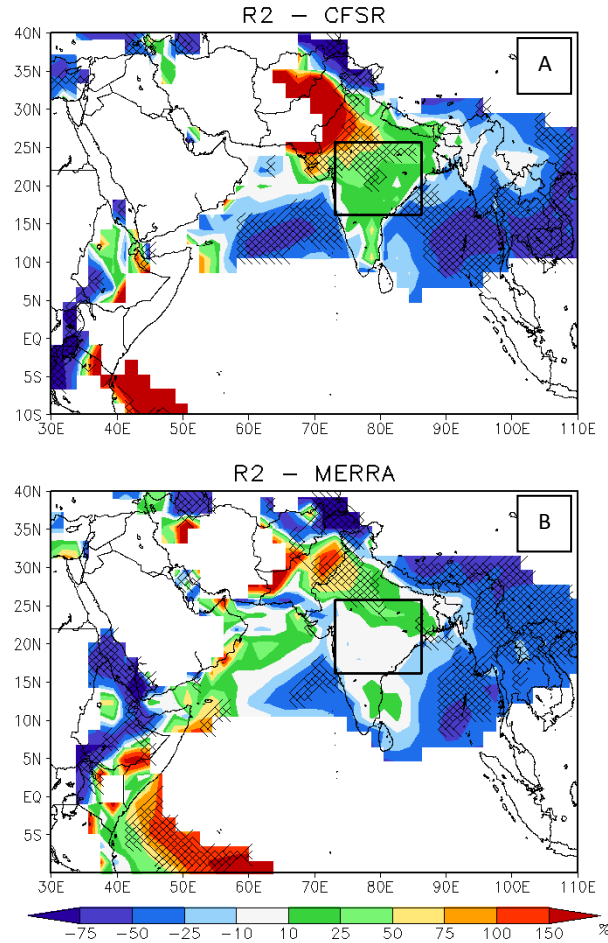 R2 – CFSR
A
40N
35N
30N
25N
20N
15N
10N
5N
EQ
5S
10S
30E 40E 50E 60E 70E 80E 90E 100E 110E
R2 – MERRA
B
40N
35N
30N
25N
20N
15N
10N
5N
EQ
5S
30E 40E 50E 60E 70E 80E 90E 100E 110E
−75 −50 −25 −10 10 25 50 75 100 150 %